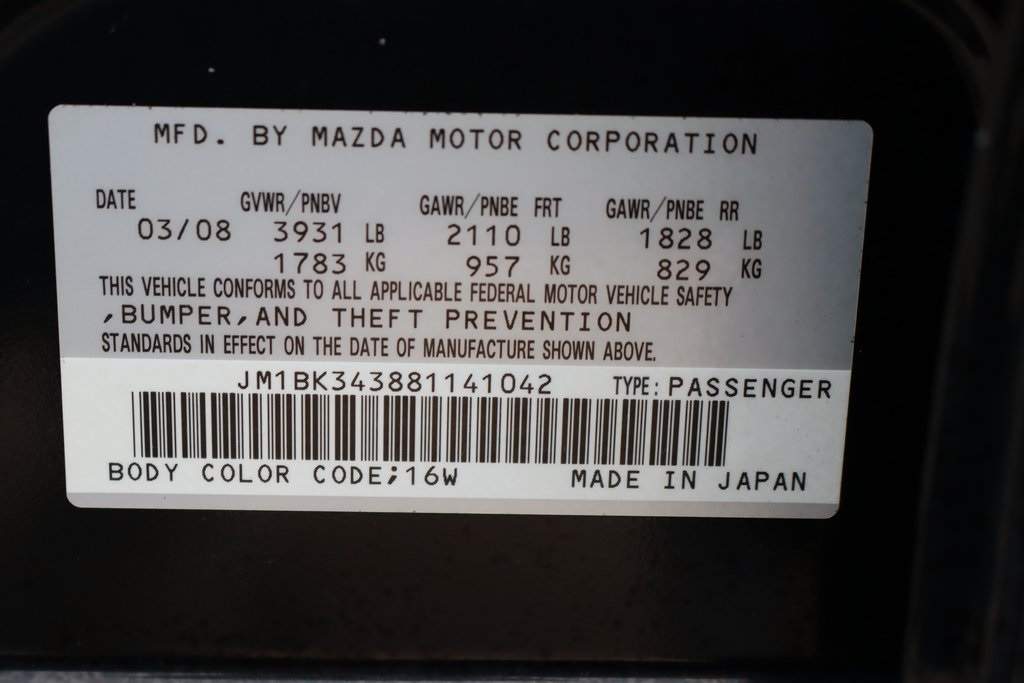 MFD. BY MAZDA MOTOR CORPORATION
DATE GVWR/PNBV GAWR/PNBE FRT GAWR/PNBE RR
03/08 3931 LB 2110 LB 1828 LB
1783 KG 957 KG 829 KG
THIS VEHICLE CONFORMS TO ALL APPLICABLE FEDERAL MOTOR VEHICLE SAFETY
,BUMPER,AND THEFT PREVENTION
STANDARDS IN EFFECT ON THE DATE OF MANUFACTURE SHOWN ABOVE.
JM1BK343881141042 TYPE: PASSENGER
BODY COLOR CODE;16W MADE IN JAPAN